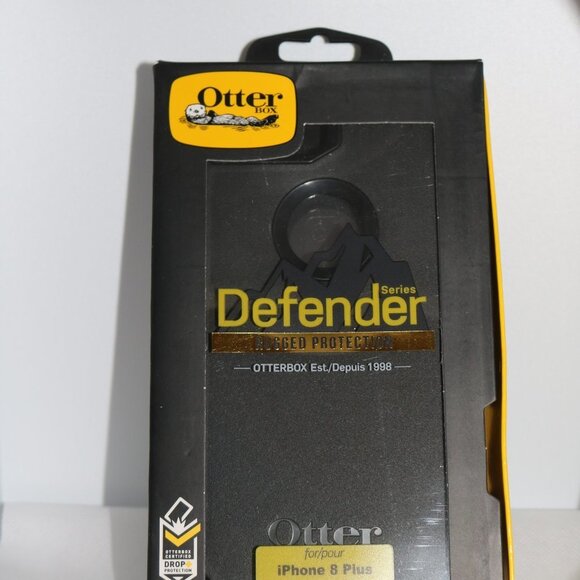 Otter
BOX
Series
Defender
RUGGED PROTECTION
OTTERBOX Est./Depuis 1998
Otter
for/pour
iPhone 8 Plus
OTTERBOX
CERTIFIED
DROP+
PROTECTION